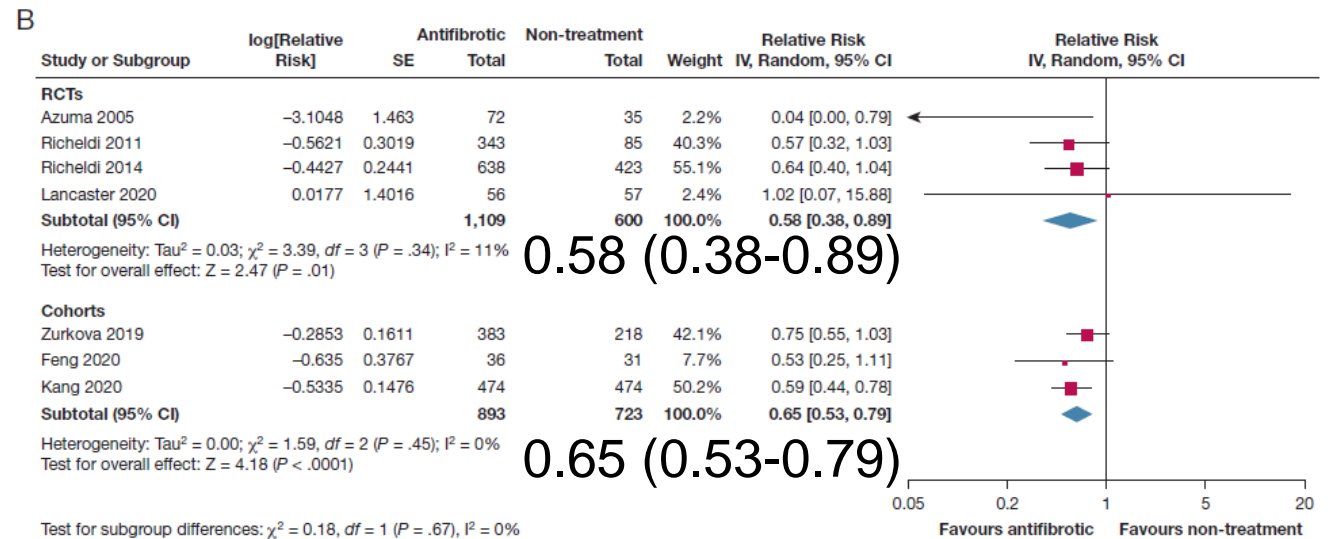 B
log[Relative Antifibrotic Non-treatment Relative Risk Relative Risk
Study or Subgroup Risk] SE Total Total Weight IV, Random, 95% CI IV, Random, 95% CI
RCTs
Azuma 2005 –3.1048 1.463 72 35 2.2% 0.04 [0.00, 0.79]
Richeldi 2011 –0.5621 0.3019 343 85 40.3% 0.57 [0.32, 1.03]
Richeldi 2014 –0.4427 0.2441 638 423 55.1% 0.64 [0.40, 1.04]
Lancaster 2020 0.0177 1.4016 56 57 2.4% 1.02 [0.07, 15.88]
Subtotal (95% CI) 1,109 600 100.0% 0.58 [0.38, 0.89]
Heterogeneity: Tau² = 0.03; χ² = 3.39, df = 3 (P = .34); I² = 11%
Test for overall effect: Z = 2.47 (P = .01)
0.58 (0.38-0.89)
Cohorts
Zurkova 2019 –0.2853 0.1611 383 218 42.1% 0.75 [0.55, 1.03]
Feng 2020 –0.635 0.3767 36 31 7.7% 0.53 [0.25, 1.11]
Kang 2020 –0.5335 0.1476 474 474 50.2% 0.59 [0.44, 0.78]
Subtotal (95% CI) 893 723 100.0% 0.65 [0.53, 0.79]
Heterogeneity: Tau² = 0.00; χ² = 1.59, df = 2 (P = .45); I² = 0%
Test for overall effect: Z = 4.18 (P < .0001)
0.65 (0.53-0.79)
0.05 0.2 1 5 20
Test for subgroup differences: χ² = 0.18, df = 1 (P = .67), I² = 0%
Favours antifibrotic Favours non-treatment